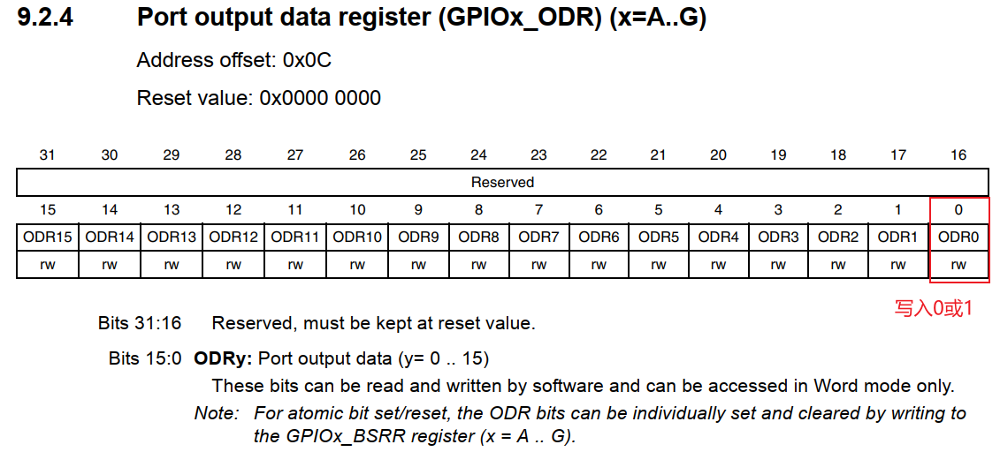 9.2.4 Port output data register (GPIOx_ODR) (x=A..G)
Address offset: 0x0C
Reset value: 0x0000 0000
31 30 29 28 27 26 25 24 23 22 21 20 19 18 17 16
Reserved
15 14 13 12 11 10 9 8 7 6 5 4 3 2 1 0
ODR15 ODR14 ODR13 ODR12 ODR11 ODR10 ODR9 ODR8 ODR7 ODR6 ODR5 ODR4 ODR3 ODR2 ODR1 ODR0
rw rw rw rw rw rw rw rw rw rw rw rw rw rw rw rw
写入0或1
Bits 31:16 Reserved, must be kept at reset value.
Bits 15:0 ODRy: Port output data (y= 0 .. 15)
These bits can be read and written by software and can be accessed in Word mode only.
Note: For atomic bit set/reset, the ODR bits can be individually set and cleared by writing to
the GPIOx_BSRR register (x = A .. G).